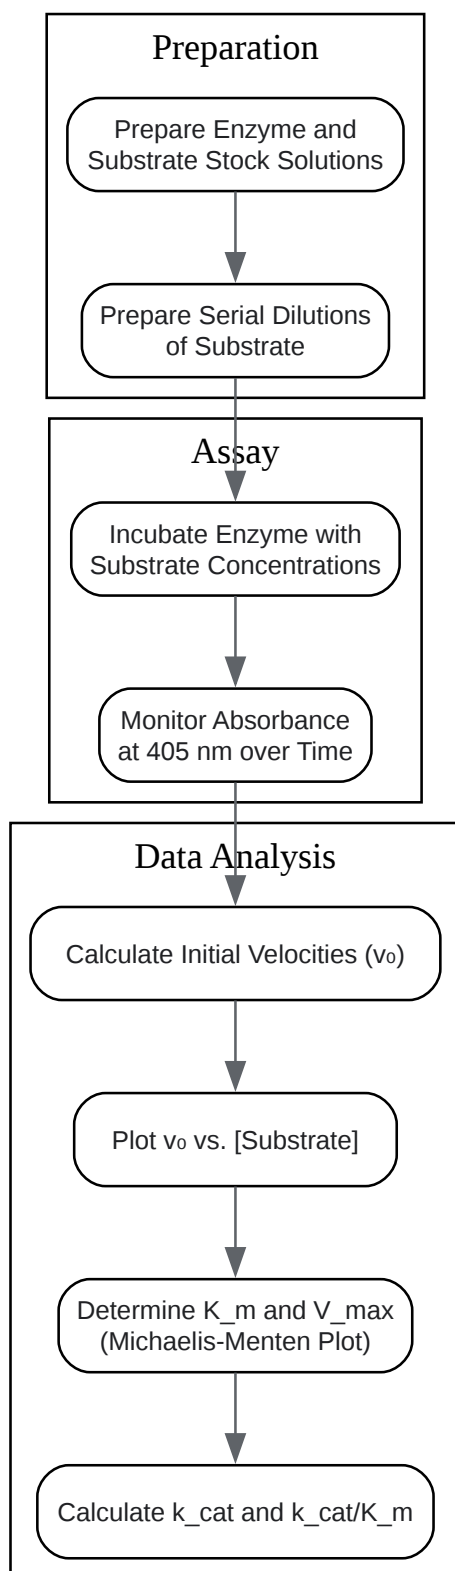 Preparation
Prepare Enzyme and
Substrate Stock Solutions
Prepare Serial Dilutions
of Substrate
Assay
Incubate Enzyme with
Substrate Concentrations
Monitor Absorbance
at 405 nm over Time
Data Analysis
Calculate Initial Velocities (v₀)
Plot v₀ vs. [Substrate]
Determine K_m and V_max
(Michaelis-Menten Plot)
Calculate k_cat and k_cat/K_m